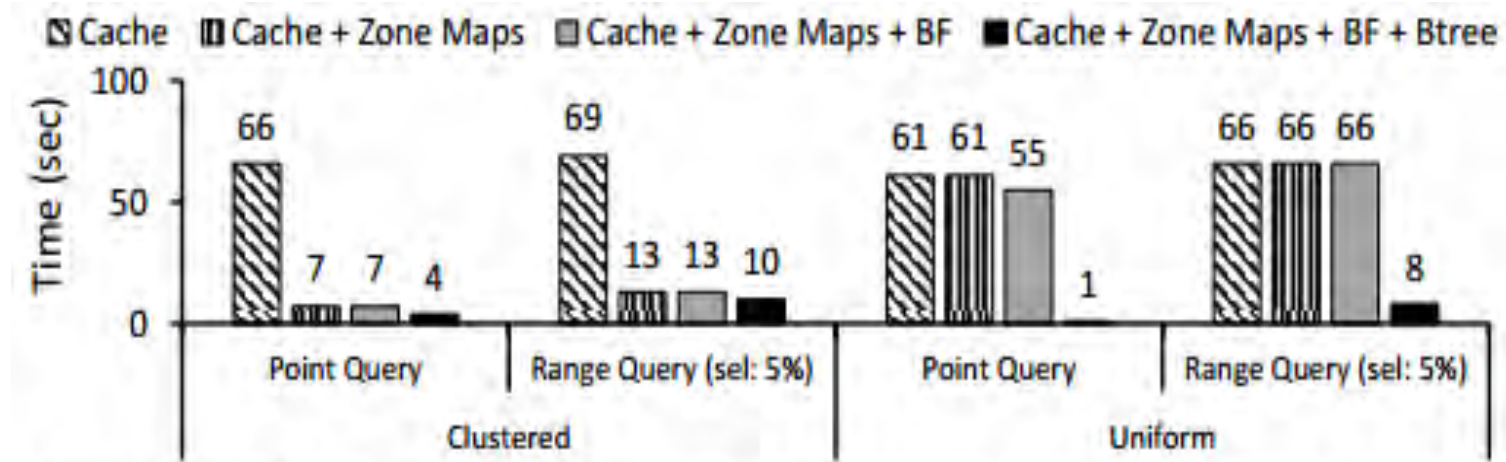 Cache Cache + Zone Maps Cache + Zone Maps + BF Cache + Zone Maps + BF + Btree
Time (sec)
100
50
0
66 7 7 4
69 13 13 10
61 61 55 1
66 66 66 8
Point Query Range Query (sel: 5%) Point Query Range Query (sel: 5%)
Clustered Uniform